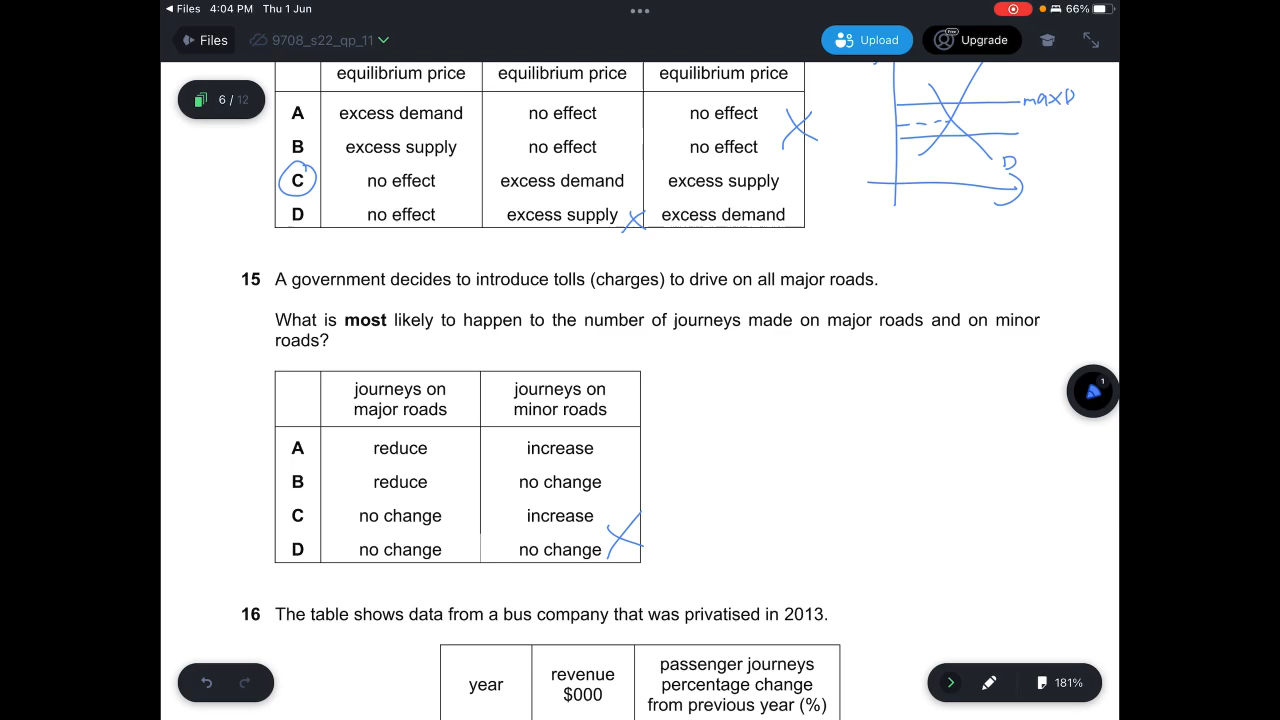 Files 4:04 PM Thu 1 Jun 66%
Files 9708_s22_qp_11 Upload Free Upgrade
6 / 12
equilibrium price equilibrium price equilibrium price
A excess demand no effect no effect
B excess supply no effect no effect
C no effect excess demand excess supply
D no effect excess supply excess demand
max P
D
15 A government decides to introduce tolls (charges) to drive on all major roads.
What is most likely to happen to the number of journeys made on major roads and on minor
roads?
journeys on major roads journeys on minor roads
A reduce increase
B reduce no change
C no change increase
D no change no change
1
16 The table shows data from a bus company that was privatised in 2013.
year revenue $000 passenger journeys percentage change from previous year (%)
181%